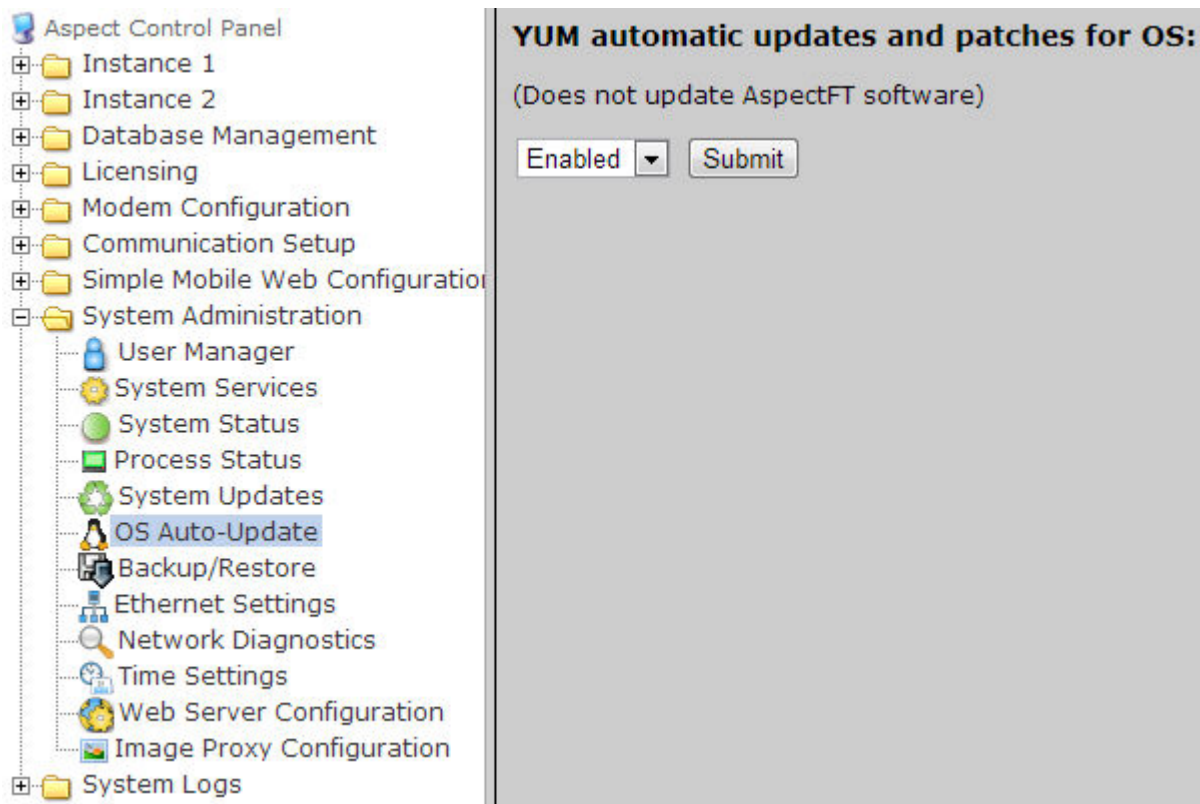 Aspect Control Panel
Instance 1
Instance 2
Database Management
Licensing
Modem Configuration
Communication Setup
Simple Mobile Web Configuration
System Administration
User Manager
System Services
System Status
Process Status
System Updates
OS Auto-Update
Backup/Restore
Ethernet Settings
Network Diagnostics
Time Settings
Web Server Configuration
Image Proxy Configuration
System Logs
YUM automatic updates and patches for OS:
(Does not update AspectFT software)
Enabled Submit